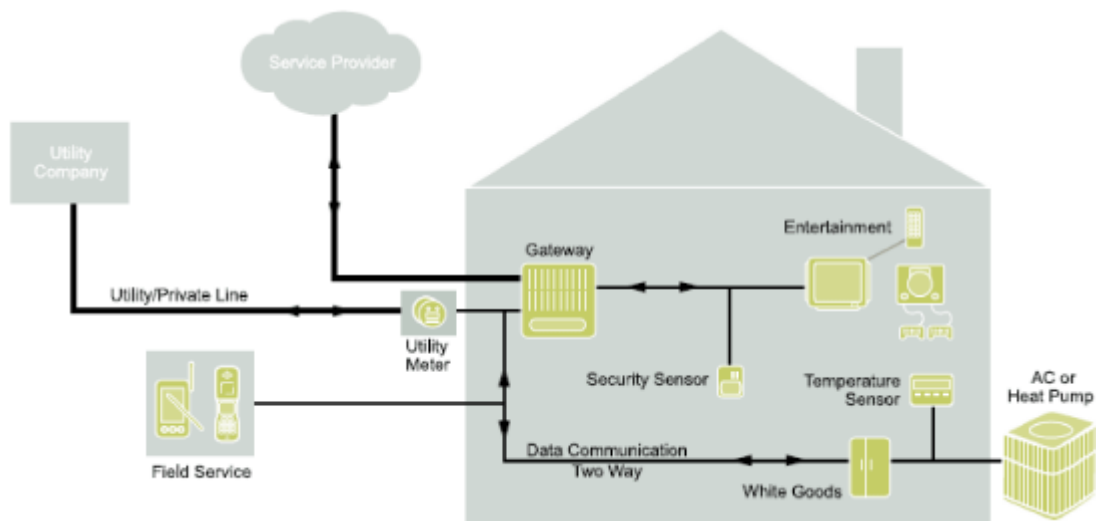 Service Provider
Utility
Company
Entertainment
Gateway
Utility/Private Line
Utility
Meter
Security Sensor
Temperature
Sensor
AC or
Heat Pump
Field Service
Data Communication
Two Way
White Goods